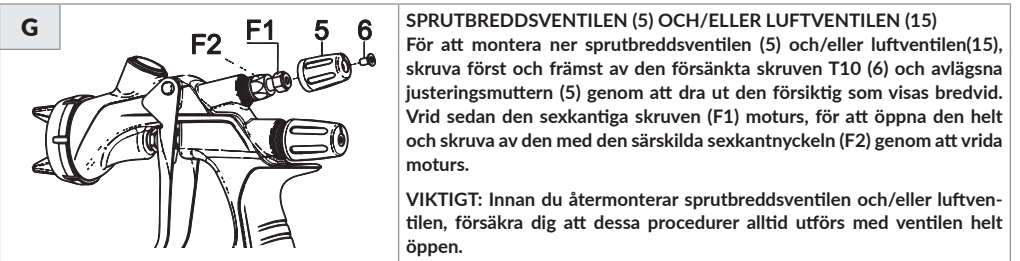 G
F2 F1 5 6
SPRUTBREDDSVENTILEN (5) OCH/ELLER LUFTVENTILEN (15)
För att montera ner sprutbreddsventilen (5) och/eller luftventilen(15),
skruva först och främst av den försänkta skruven T10 (6) och avlägsna
justeringsmuttern (5) genom att dra ut den försiktig som visas bredvid.
Vrid sedan den sexkantiga skruven (F1) moturs, för att öppna den helt
och skruva av den med den särskilda sexkantnyckeln (F2) genom att vrida
moturs.
VIKTIGT: Innan du återmonterar sprutbreddsventilen och/eller luftven-
tilen, försäkra dig att dessa procedurer alltid utförs med ventilen helt
öppen.